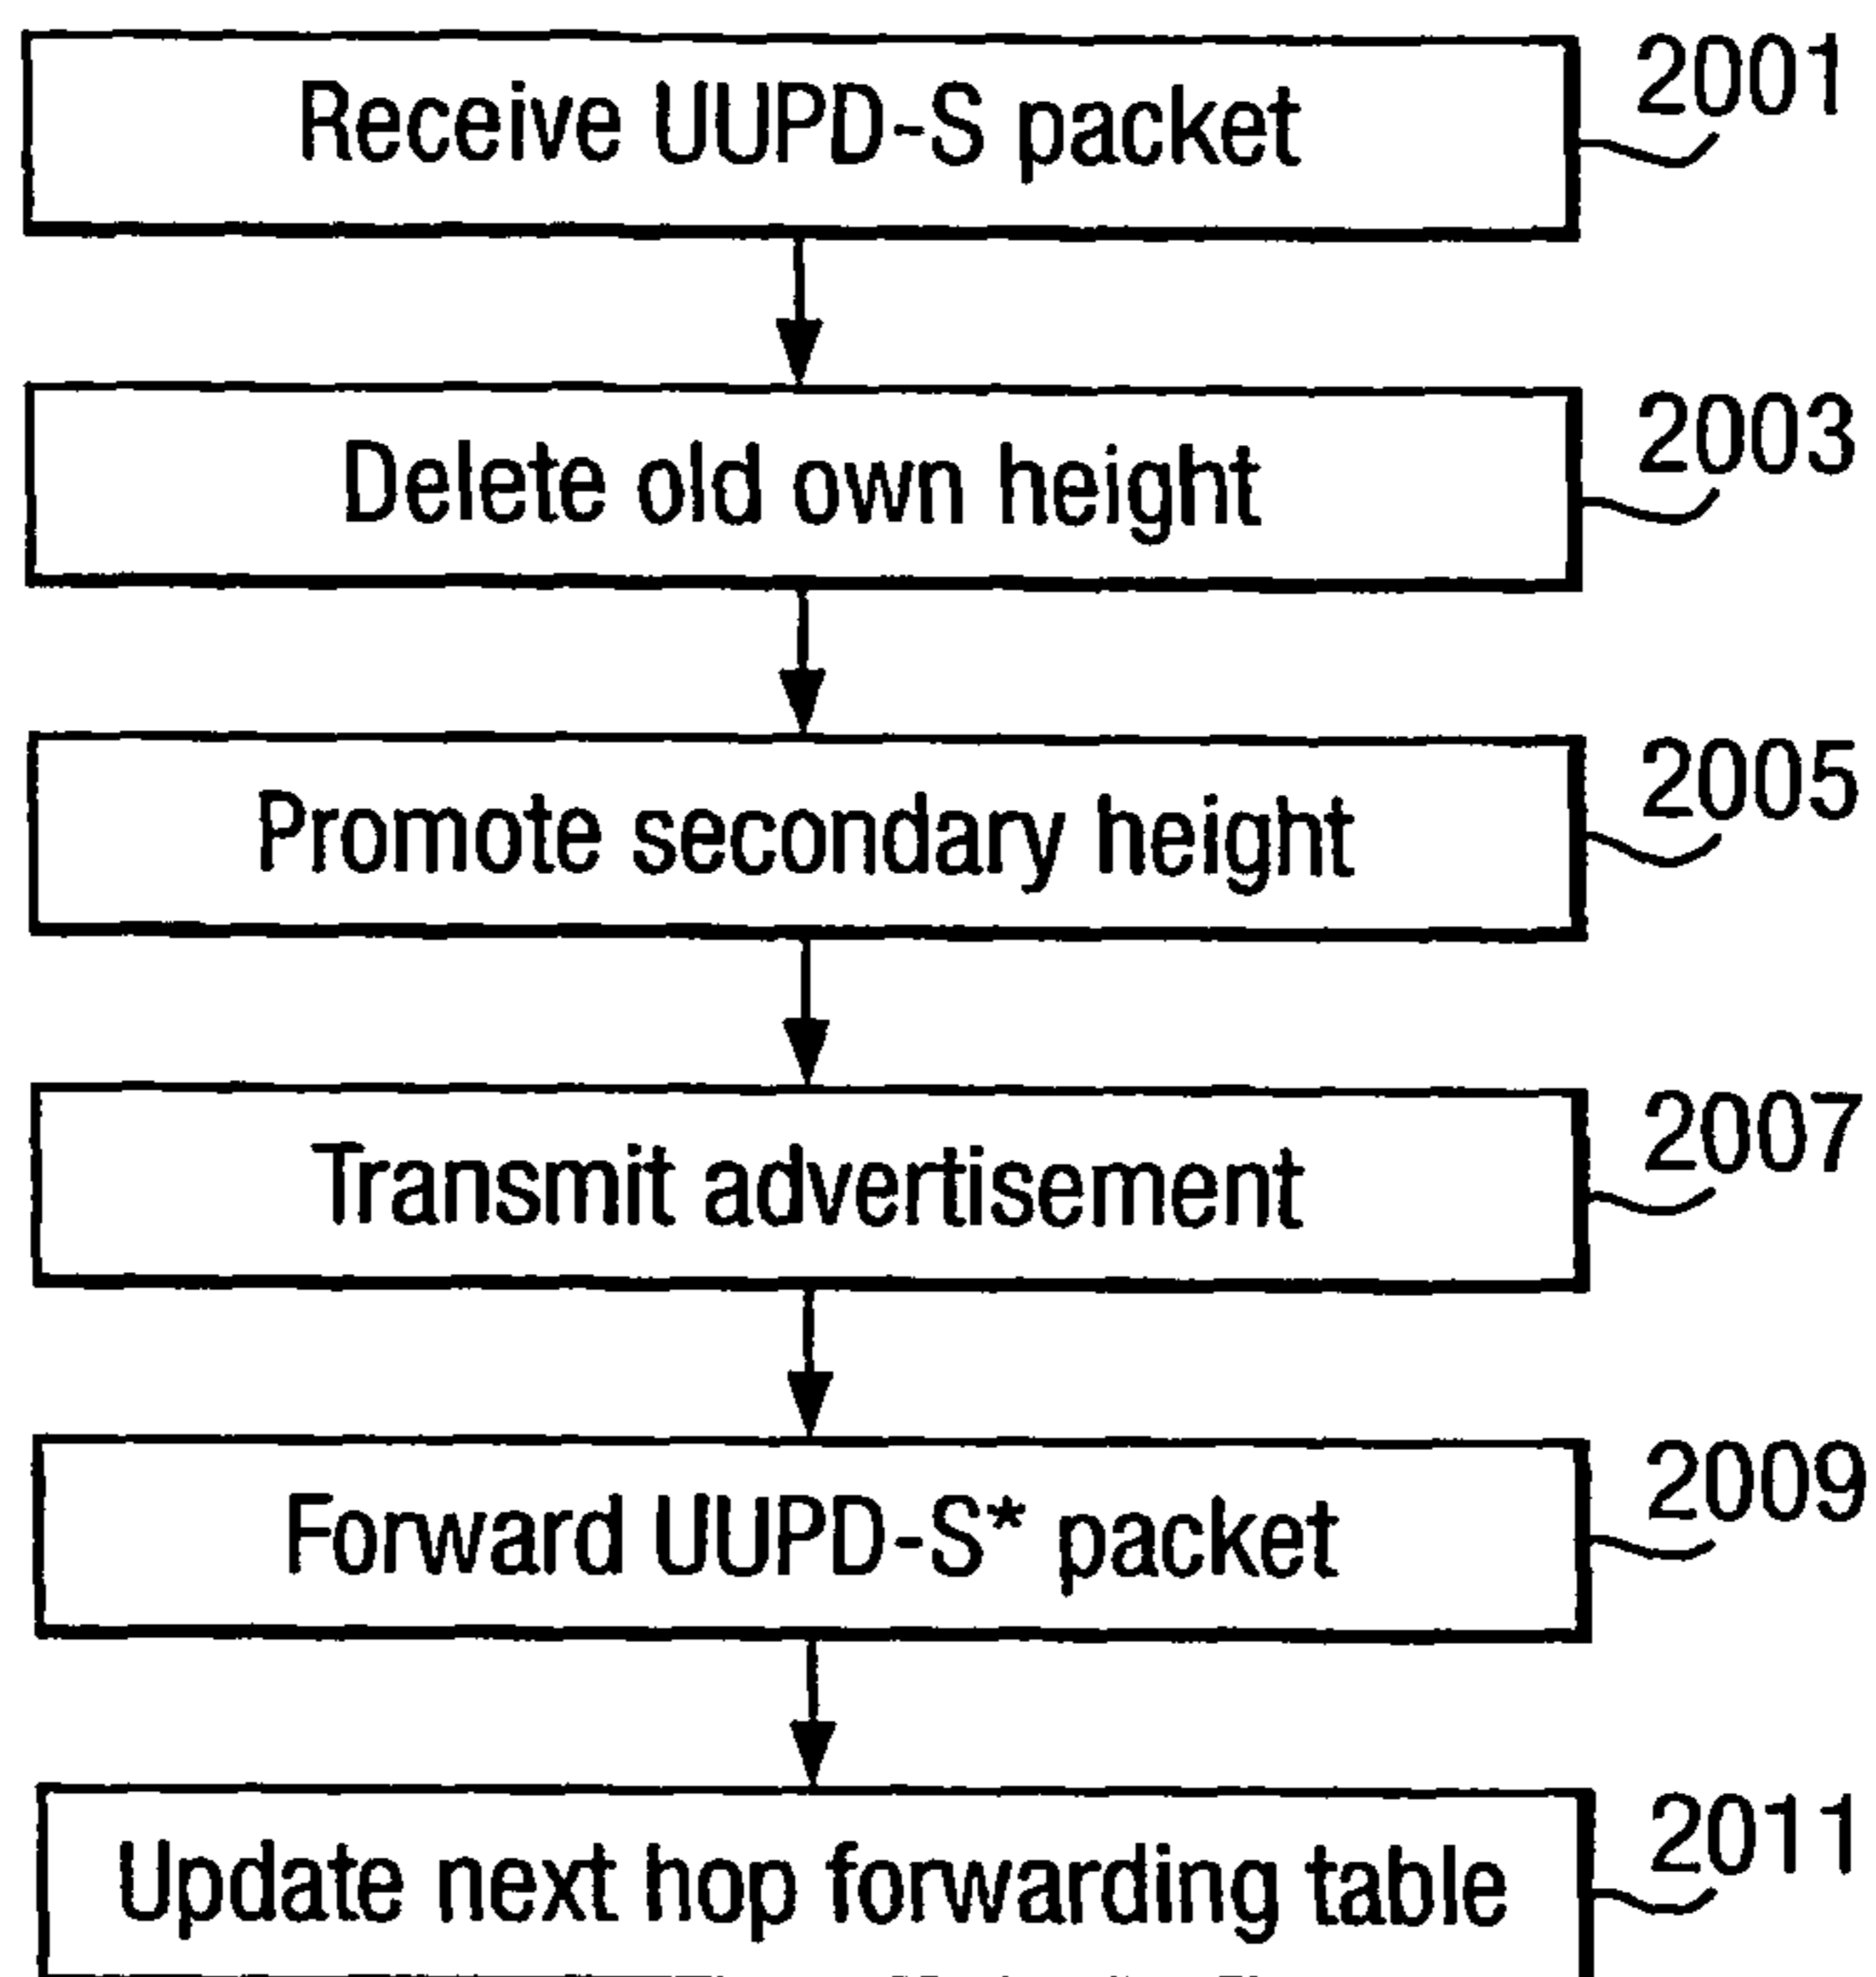 Receive UUPD-S packet 2001
Delete old own height 2003
Promote secondary height 2005
Transmit advertisement 2007
Forward UUPD-S* packet 2009
Update next hop forwarding table 2011